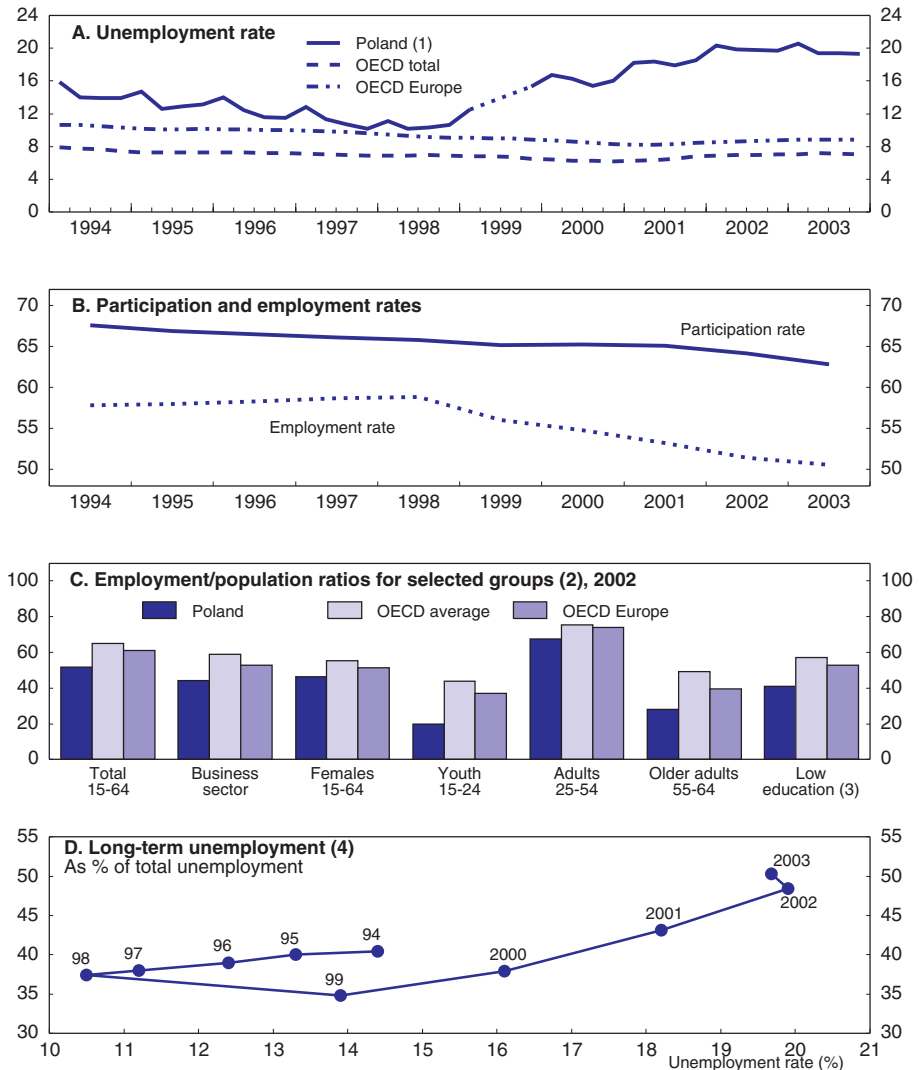 24 24
A. Unemployment rate
20 Poland (1) 20
OECD total
16 OECD Europe 16
12 12
8 8
4 4
0 0
1994 1995 1996 1997 1998 1999 2000 2001 2002 2003
70 B. Participation and employment rates 70
Participation rate
65 65
60 60
55 Employment rate 55
50 50
1994 1995 1996 1997 1998 1999 2000 2001 2002 2003
100 C. Employment/population ratios for selected groups (2), 2002 100
80 Poland OECD average OECD Europe 80
60 60
40 40
20 20
0 0
Total Business Females Youth Adults Older adults Low
15-64 sector 15-64 15-24 25-54 55-64 education (3)
55 55
D. Long-term unemployment (4)
As % of total unemployment
2003
50 50
2002
45 2001 45
94
95
96
40 97 2000 40
98
99
35 35
30 30
10 11 12 13 14 15 16 17 18 19 20 21
Unemployment rate (%)